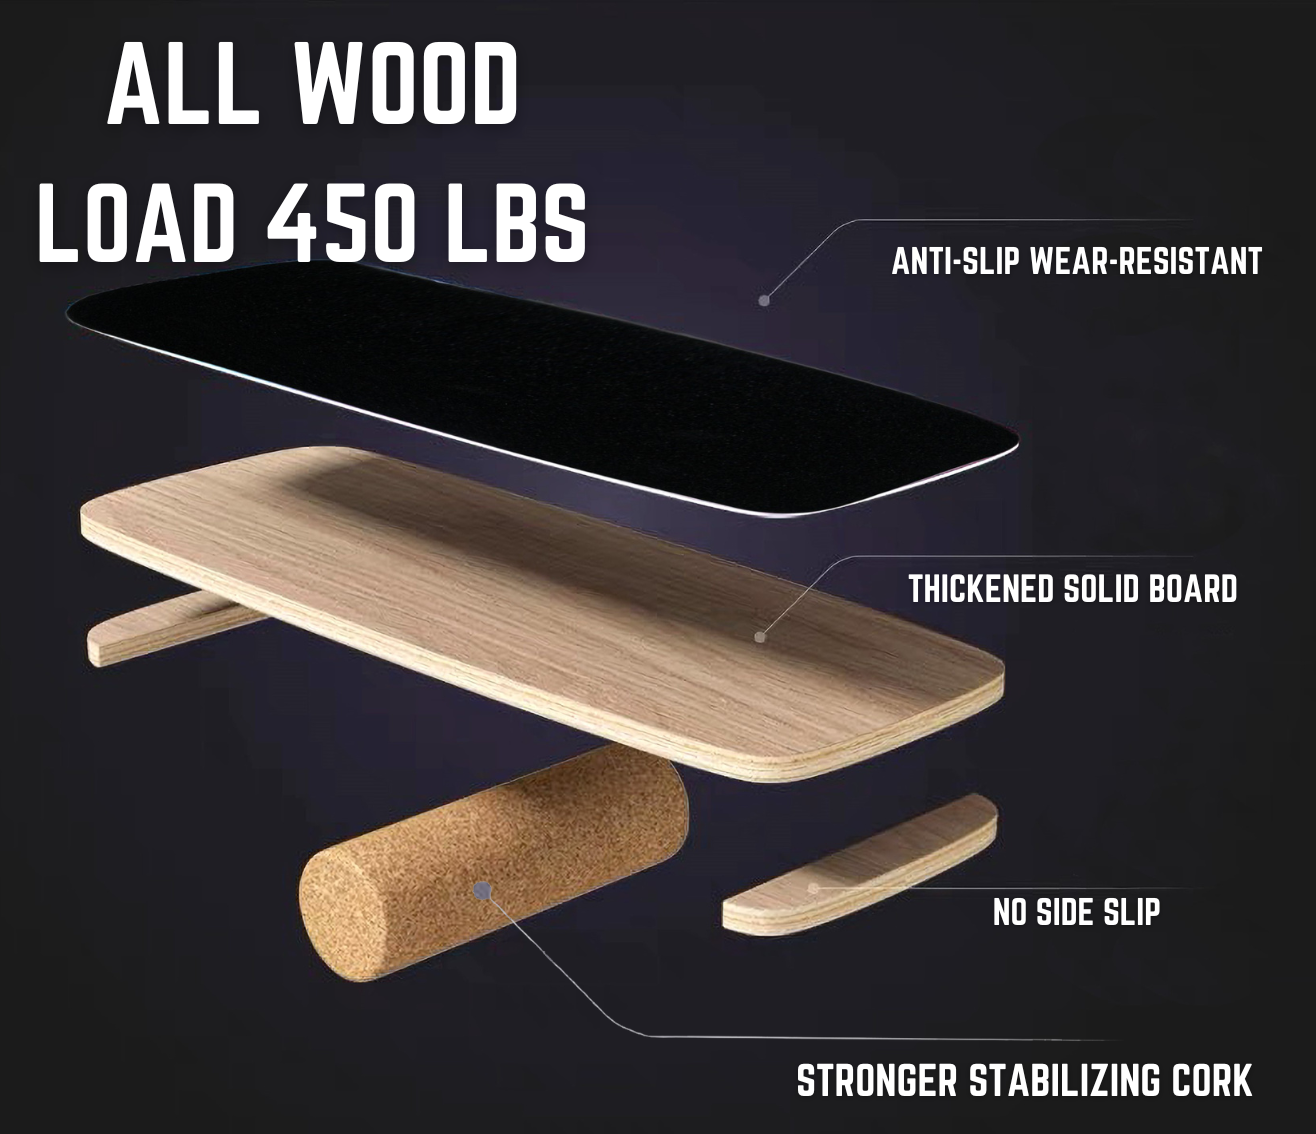 ALL WOOD
LOAD 450 LBS
ANTI-SLIP WEAR-RESISTANT
THICKENED SOLID BOARD
NO SIDE SLIP
STRONGER STABILIZING CORK